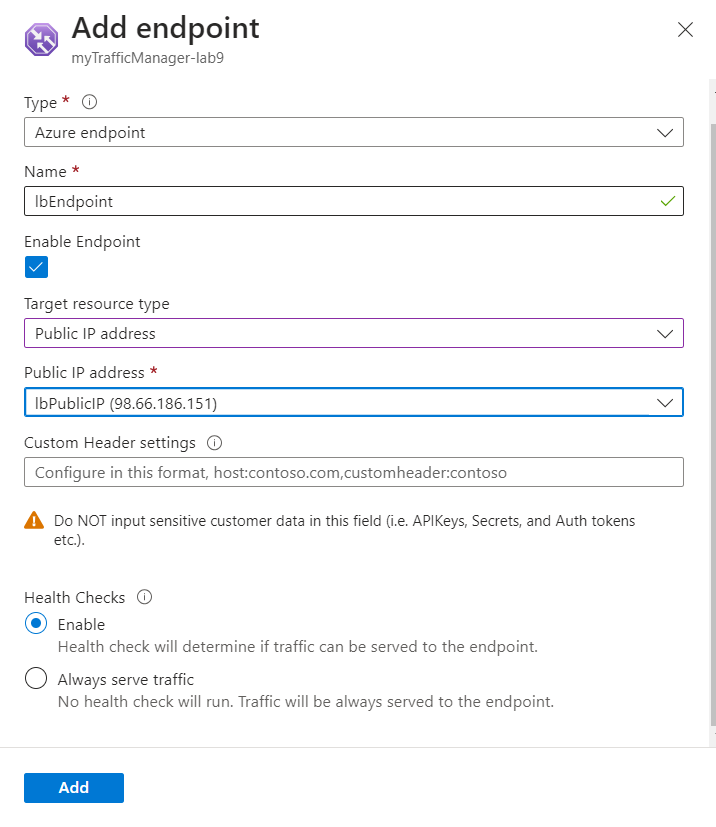 Add endpoint
myTrafficManager-lab9
Type *
Azure endpoint
Name *
lbEndpoint
Enable Endpoint
Target resource type
Public IP address
Public IP address *
lbPublicIP (98.66.186.151)
Custom Header settings
Configure in this format, host:contoso.com,customheader:contoso
Do NOT input sensitive customer data in this field (i.e. APIKeys, Secrets, and Auth tokens
etc.).
Health Checks
Enable
Health check will determine if traffic can be served to the endpoint.
Always serve traffic
No health check will run. Traffic will be always served to the endpoint.
Add